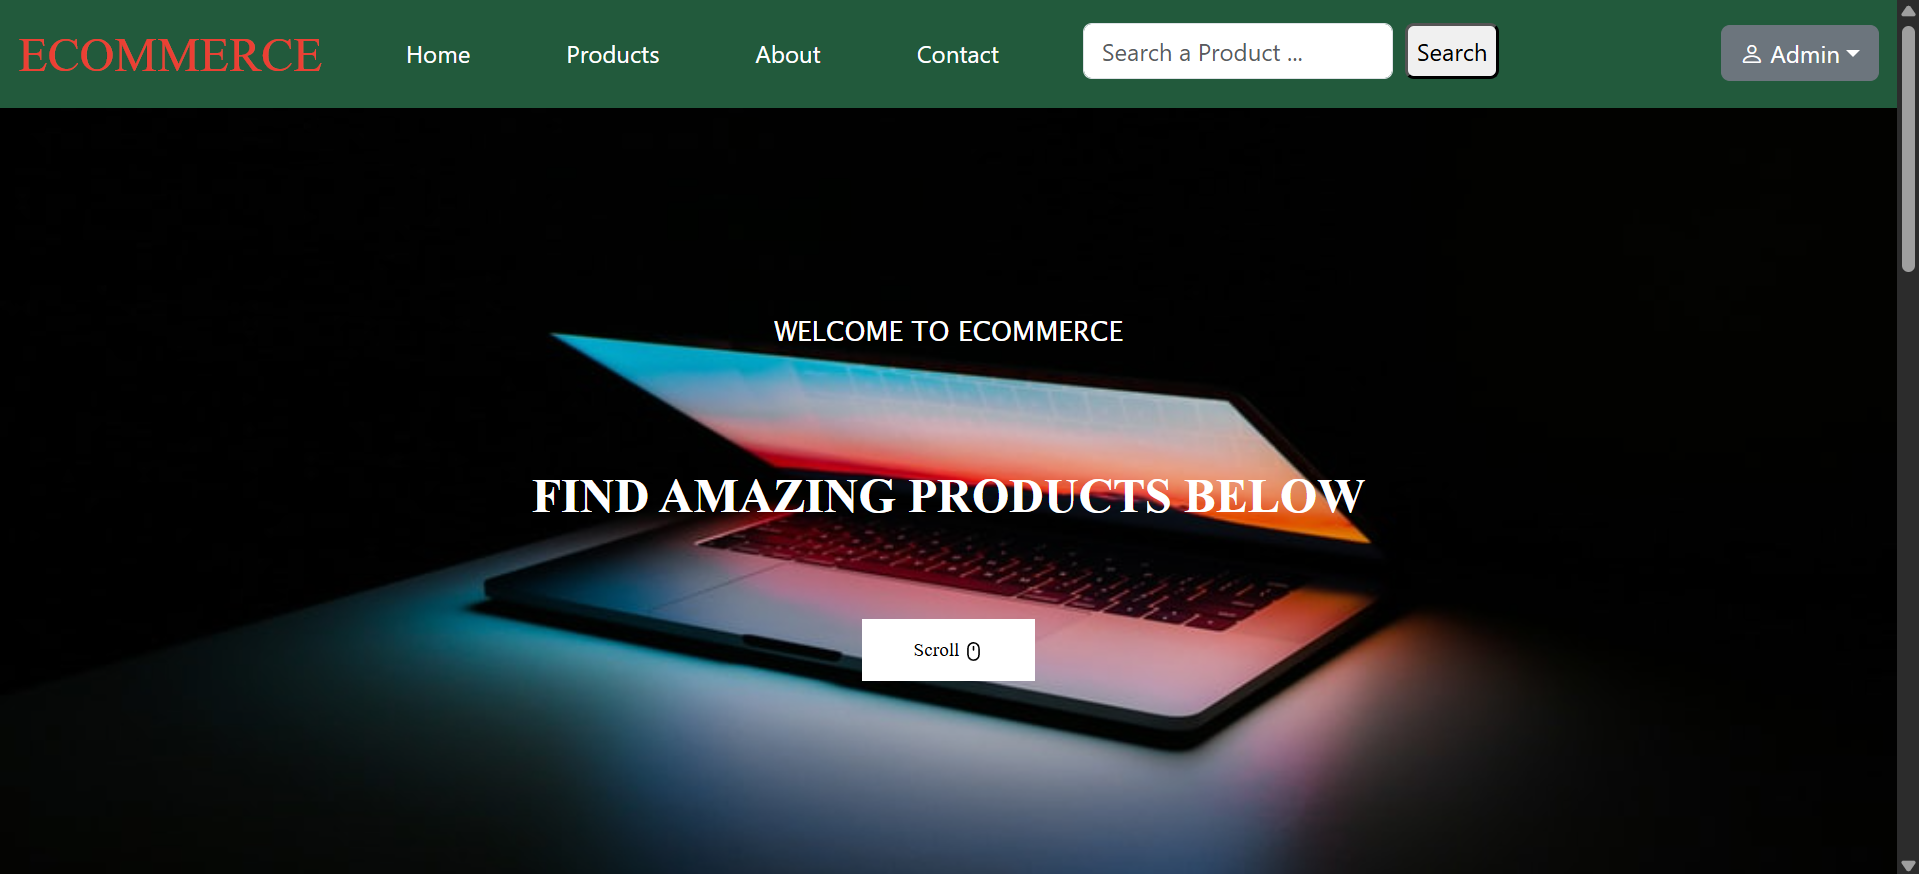 ECOMMERCE Home Products About Contact Search a Product ... Search Admin
WELCOME TO ECOMMERCE
FIND AMAZING PRODUCTS BELOW
Scroll